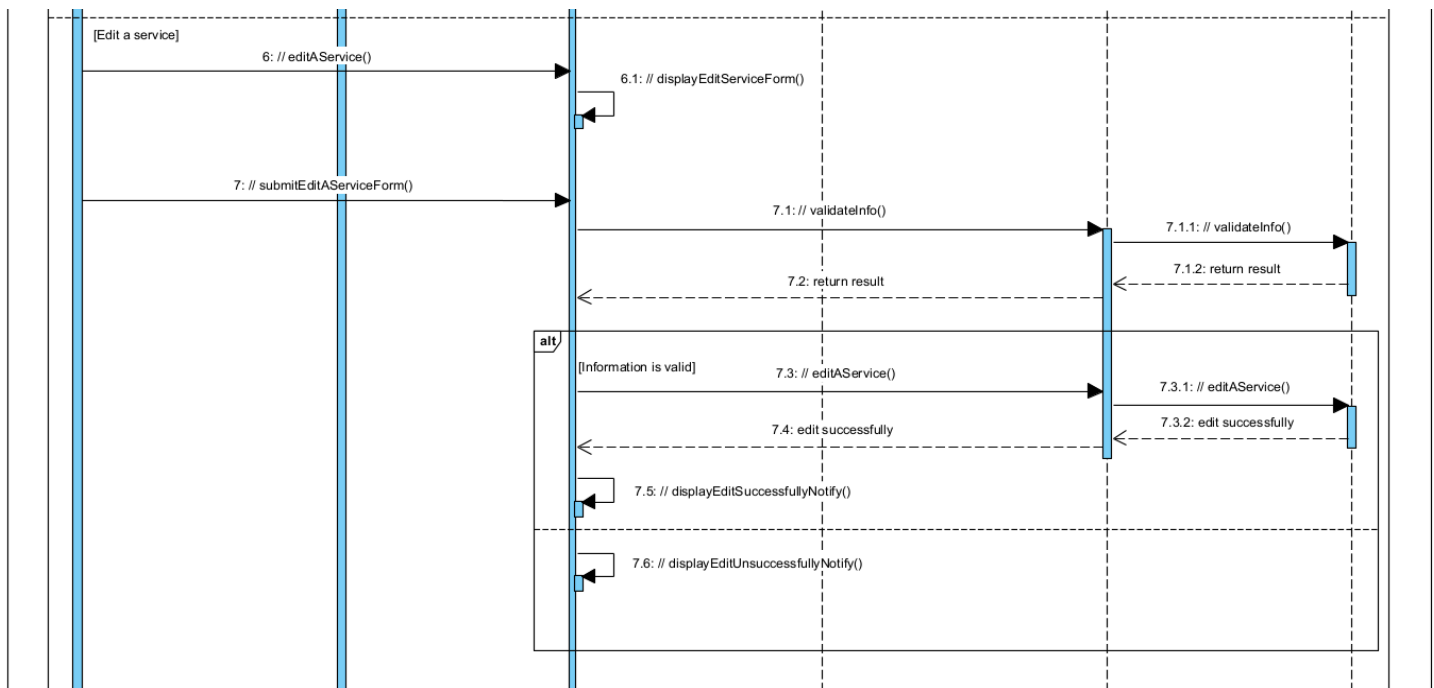 [Edit a service]
6: // editAService()
6.1: // displayEditServiceForm()
7: // submitEditAServiceForm()
7.1: // validateInfo()
7.1.1: // validateInfo()
7.1.2: return result
7.2: return result
alt
[Information is valid]
7.3: // editAService()
7.3.1: // editAService()
7.3.2: edit successfully
7.4: edit successfully
7.5: // displayEditSuccessfullyNotify()
7.6: // displayEditUnsuccessfullyNotify()